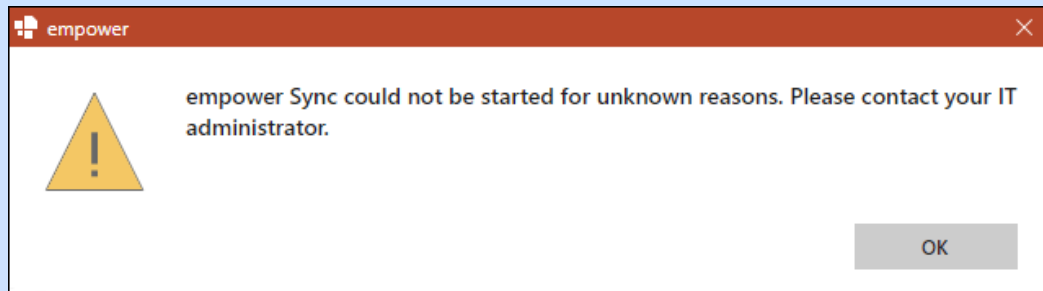 empower
empower Sync could not be started for unknown reasons. Please contact your IT
administrator.
OK